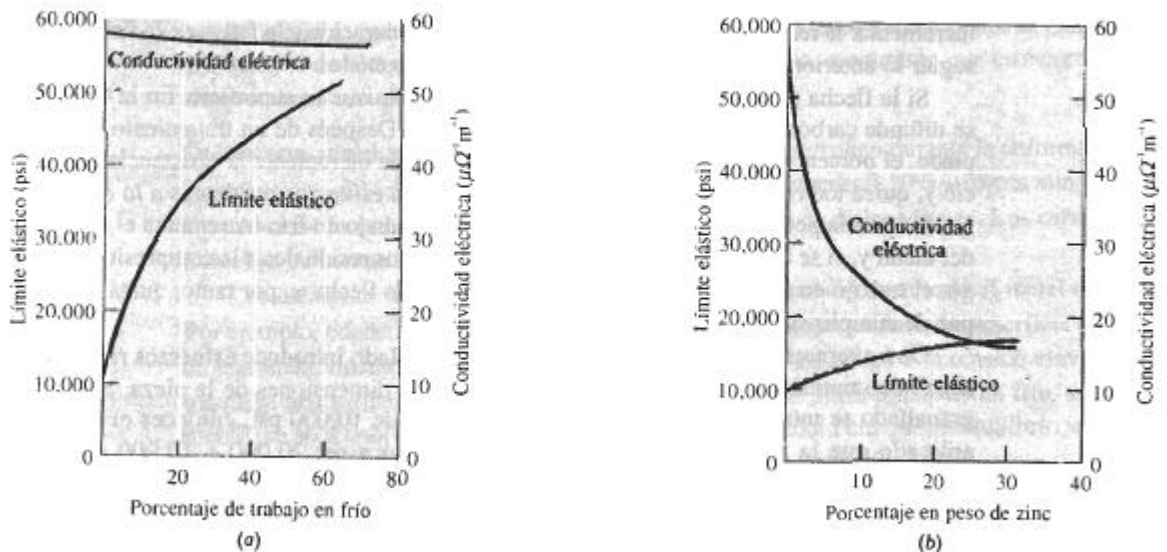 60.000
50.000
40.000
30.000
20.000
10.000
0
Límite elástico (psi)
Conductividad eléctrica
Límite elástico
60
50
40
30
20
10
0
Conductividad eléctrica (μΩ⁻¹m⁻¹)
20 40 60 80
Porcentaje de trabajo en frío
(a)
60.000
50.000
40.000
30.000
20.000
10.000
0
Límite elástico (psi)
Conductividad
eléctrica
Límite elástico
60
50
40
30
20
10
0
Conductividad eléctrica (μΩ⁻¹m⁻¹)
10 20 30 40
Porcentaje en peso de zinc
(b)